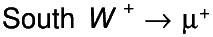 South W⁺ → μ⁺